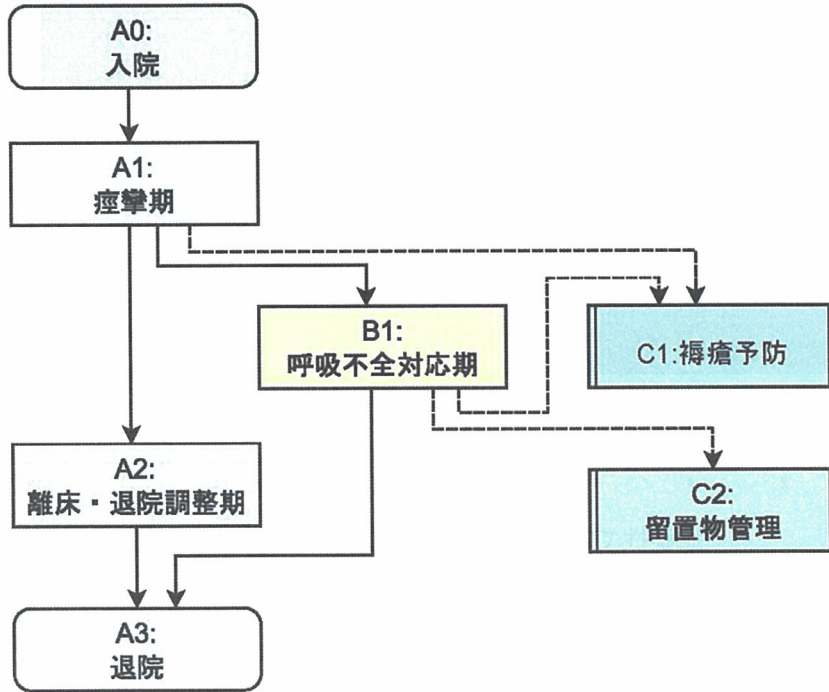 A0:
入院
A1:
痙攣期
B1:
呼吸不全対応期
C1:褥瘡予防
A2:
離床・退院調整期
C2:
留置物管理
A3:
退院